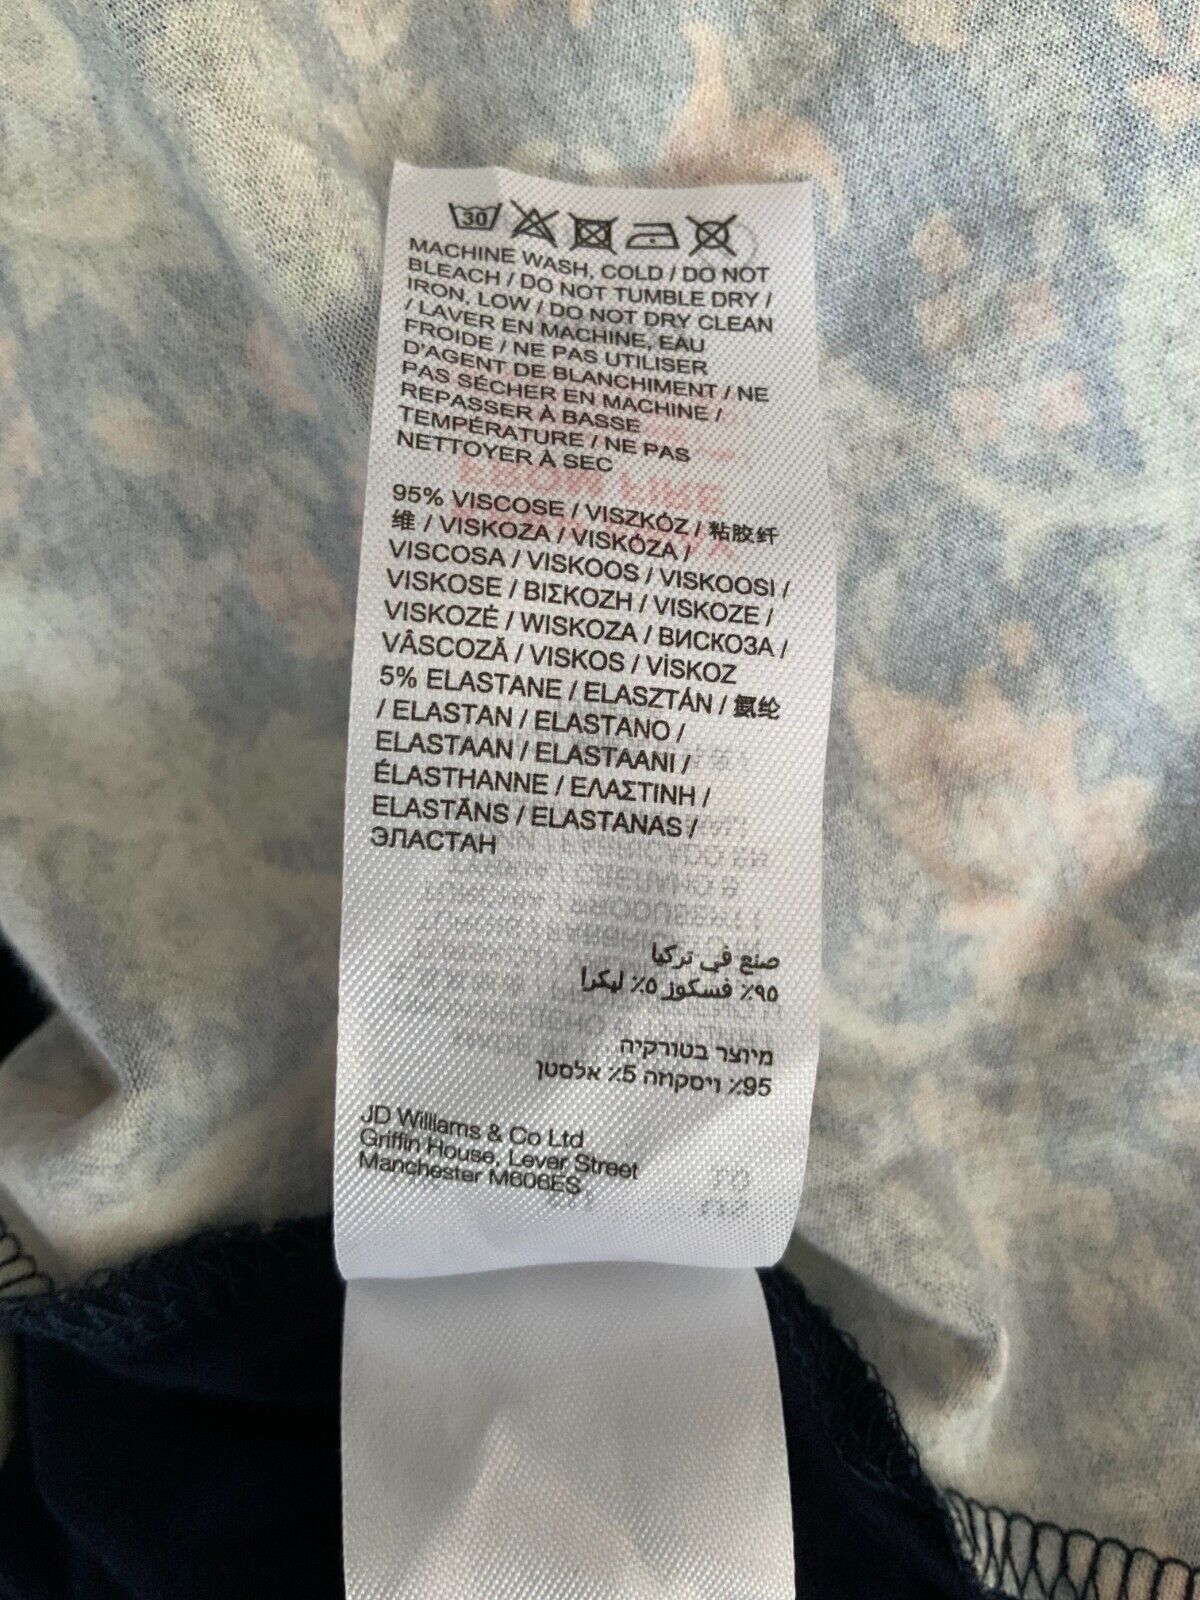 30
MACHINE WASH, COLD / DO NOT
BLEACH / DO NOT TUMBLE DRY /
IRON, LOW / DO NOT DRY CLEAN
/ LAVER EN MACHINE, EAU
FROIDE / NE PAS UTILISER
D'AGENT DE BLANCHIMENT / NE
PAS SÉCHER EN MACHINE /
REPASSER À BASSE
TEMPÉRATURE / NE PAS
NETTOYER À SEC
95% VISCOSE / VISZKÓZ / 粘胶纤
维 / VISKOZA / VISKÓZA /
VISCOSA / VISKOOS / VISKOOSI /
VISKOSE / ΒΙΣΚΟΖΗ / VISKOZE /
VISKOZĖ / WISKOZA / ВИСКОЗА /
VÂSCOZĂ / VISKOS / VİSKOZ
5% ELASTANE / ELASZTÁN / 氨纶
/ ELASTAN / ELASTANO /
ELASTAAN / ELASTAANI /
ÉLASTHANNE / ΕΛΑΣΤΙΝΗ /
ELASTĀNS / ELASTANAS /
ЭЛАСТАН
صنع في تركيا
٩٥٪ فسكوز ٥٪ ليكرا
מיוצר בטורקיה
95٪ ויסקוזה 5٪ אלסטן
JD Williams & Co Ltd
Griffin House, Lever Street
Manchester M606ES